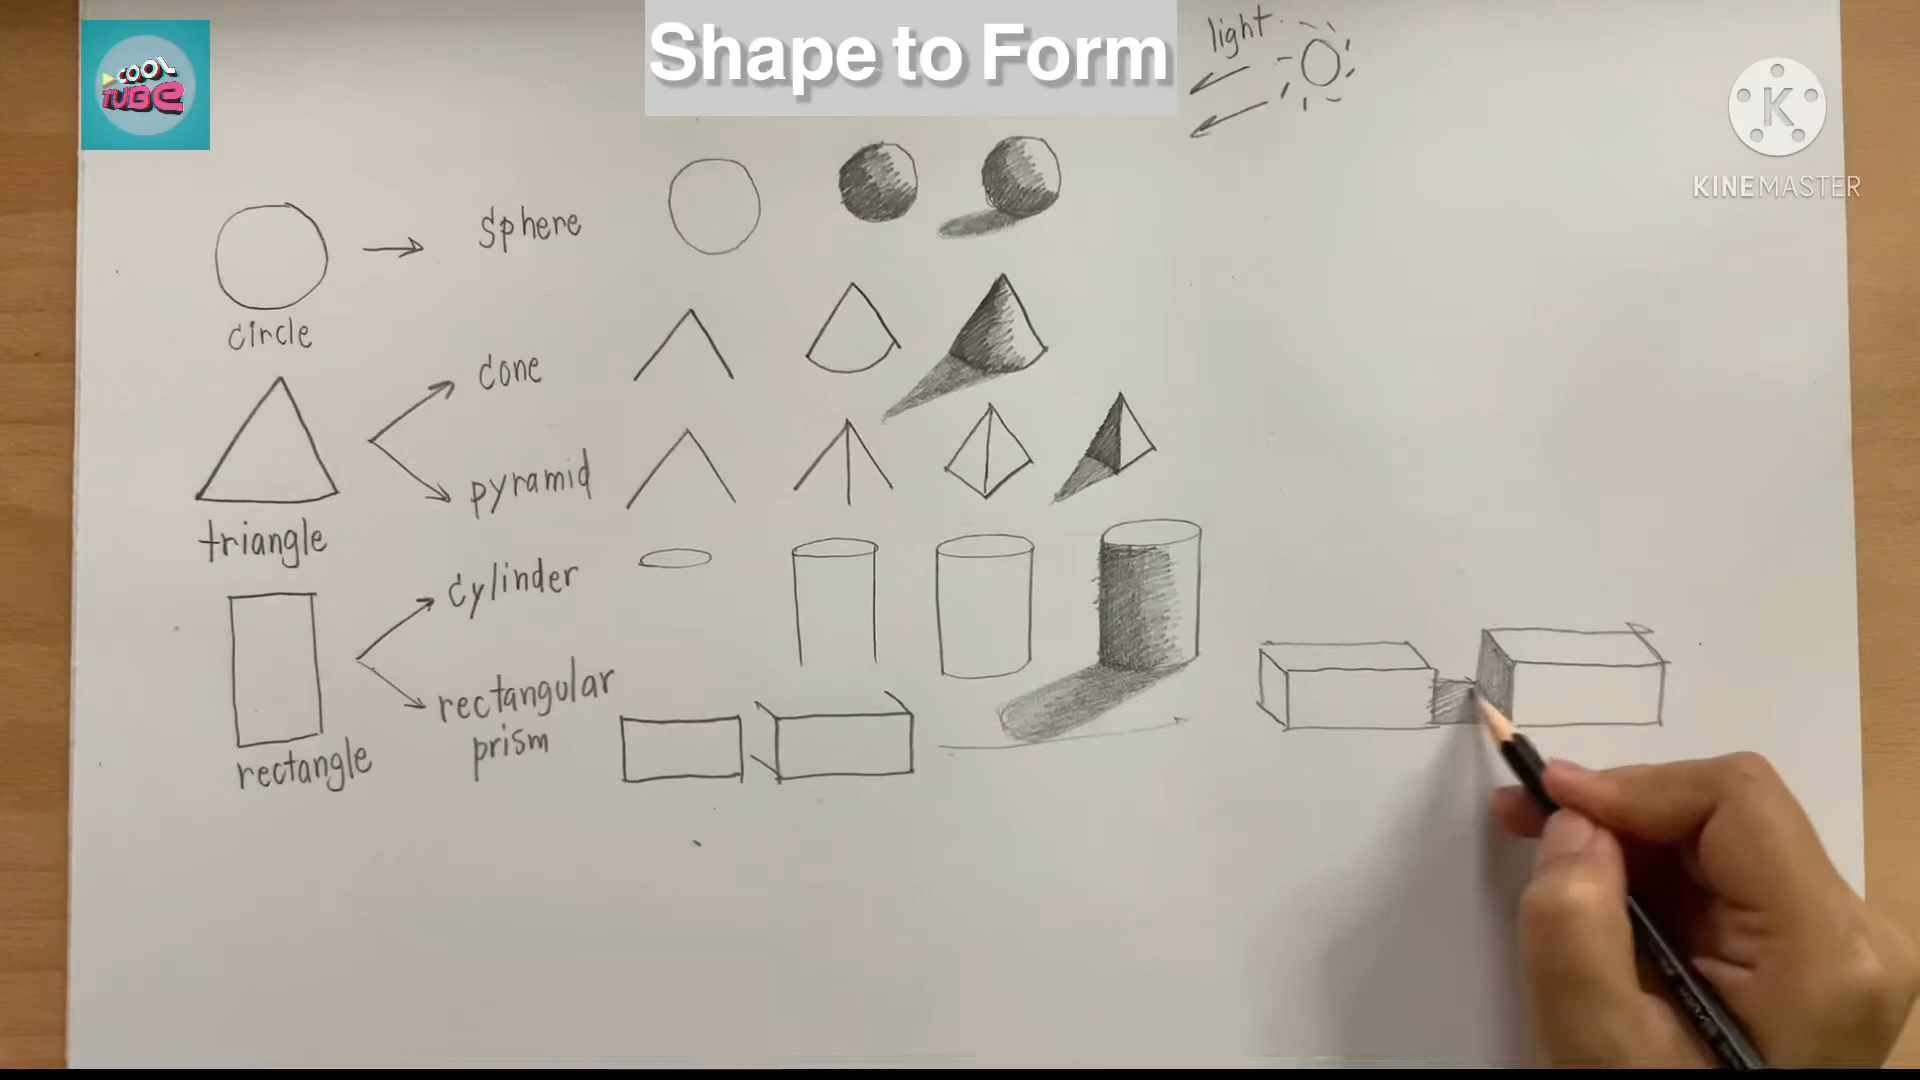 Shape to Form
COOL
TUBE
light
K
KINEMASTER
sphere
circle
cone
pyramid
triangle
cylinder
rectangular
prism
rectangle